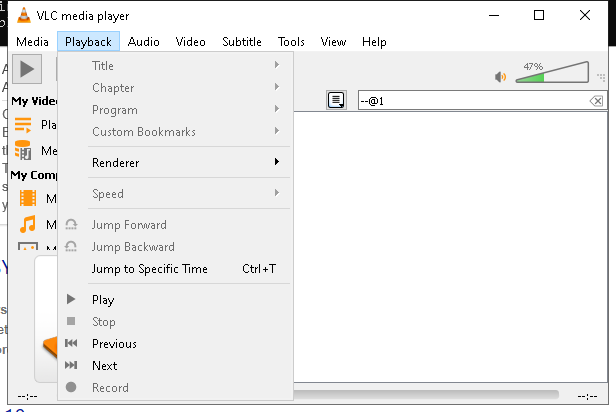 VLC media player
Media Playback Audio Video Subtitle Tools View Help
47%
Title
Chapter
My Vide
--@1
Program
Pla
Custom Bookmarks
Me
Renderer
My Comp
Speed
M
M
Jump Forward
Jump Backward
Jump to Specific Time Ctrl+T
Play
Stop
Previous
Next
Record
--:-- --:--